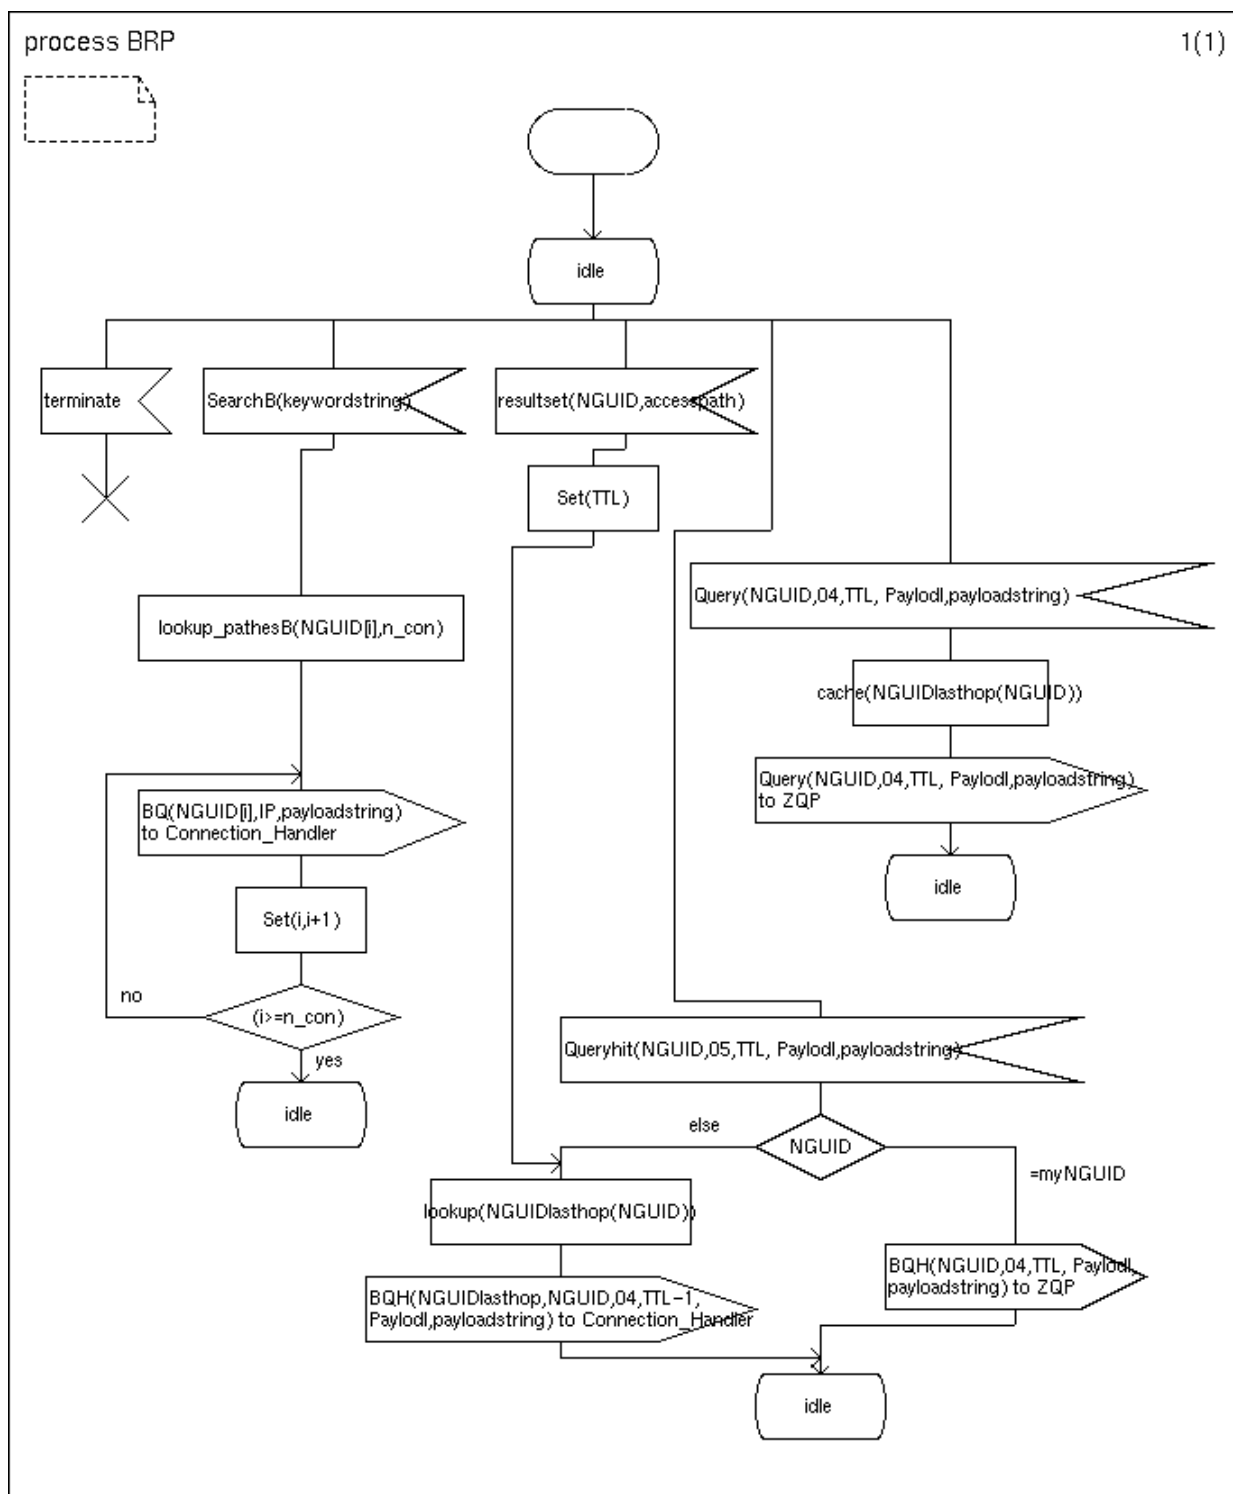 process BRP
1(1)
idle
terminate
SearchB(keywordstring)
resultset(NGUID,accesspath)
Set(TTL)
Query(NGUID,04,TTL, Paylodl,payloadstring)
lookup_pathesB(NGUID[i],n_con)
cache(NGUIDlasthop(NGUID))
Query(NGUID,04,TTL, Paylodl,payloadstring)
to ZQP
BQ(NGUID[i],IP,payloadstring)
to Connection_Handler
idle
Set(i,i+1)
no
(i>=n_con)
yes
Queryhit(NGUID,05,TTL, Paylodl,payloadstring)
idle
else
NGUID
=myNGUID
lookup(NGUIDlasthop(NGUID))
BQH(NGUID,04,TTL, Paylodl,
payloadstring) to ZQP
BQH(NGUIDlasthop,NGUID,04,TTL-1,
Paylodl,payloadstring) to Connection_Handler
idle